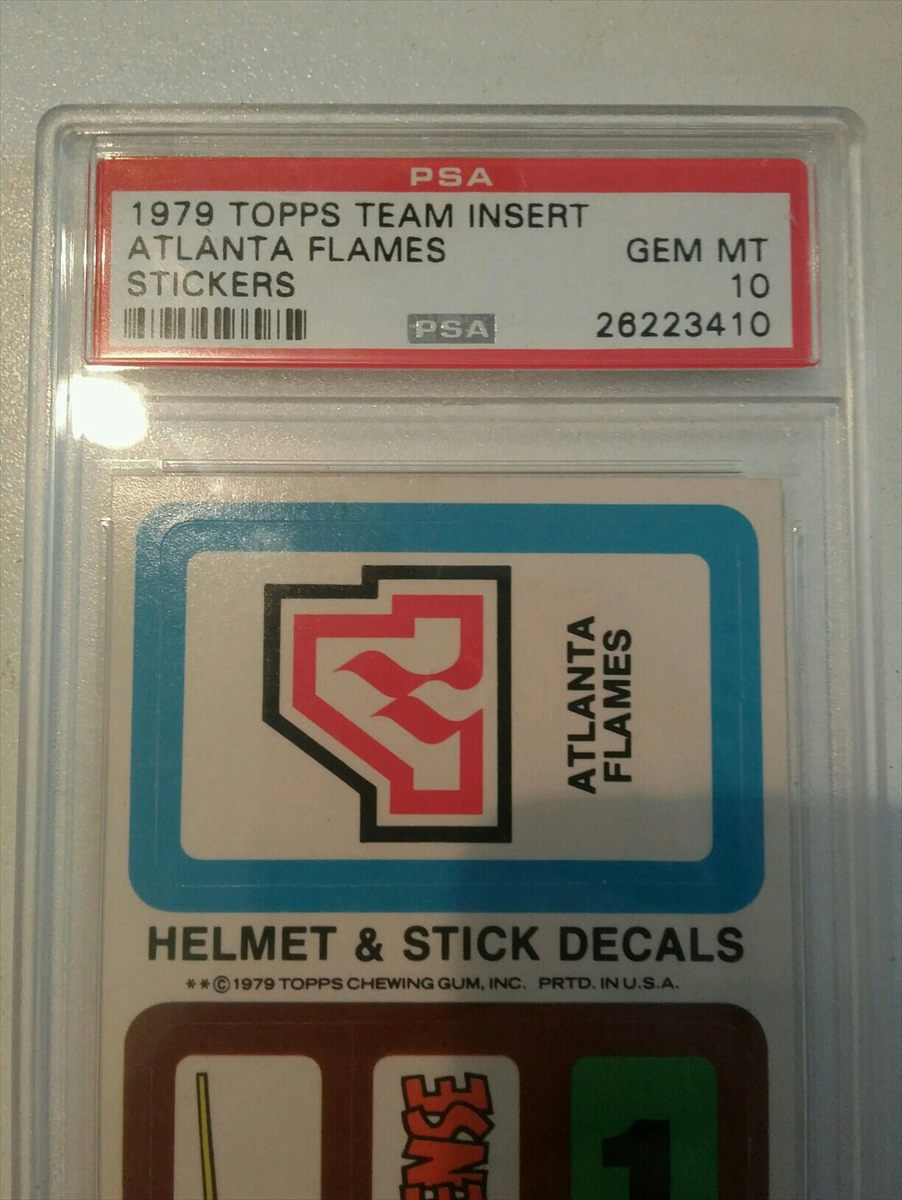 PSA
1979 TOPPS TEAM INSERT
ATLANTA FLAMES GEM MT
STICKERS 10
PSA 26223410
ATLANTA
FLAMES
HELMET & STICK DECALS
**©1979 TOPPS CHEWING GUM, INC. PRTD. IN U.S.A.
ENSE
1